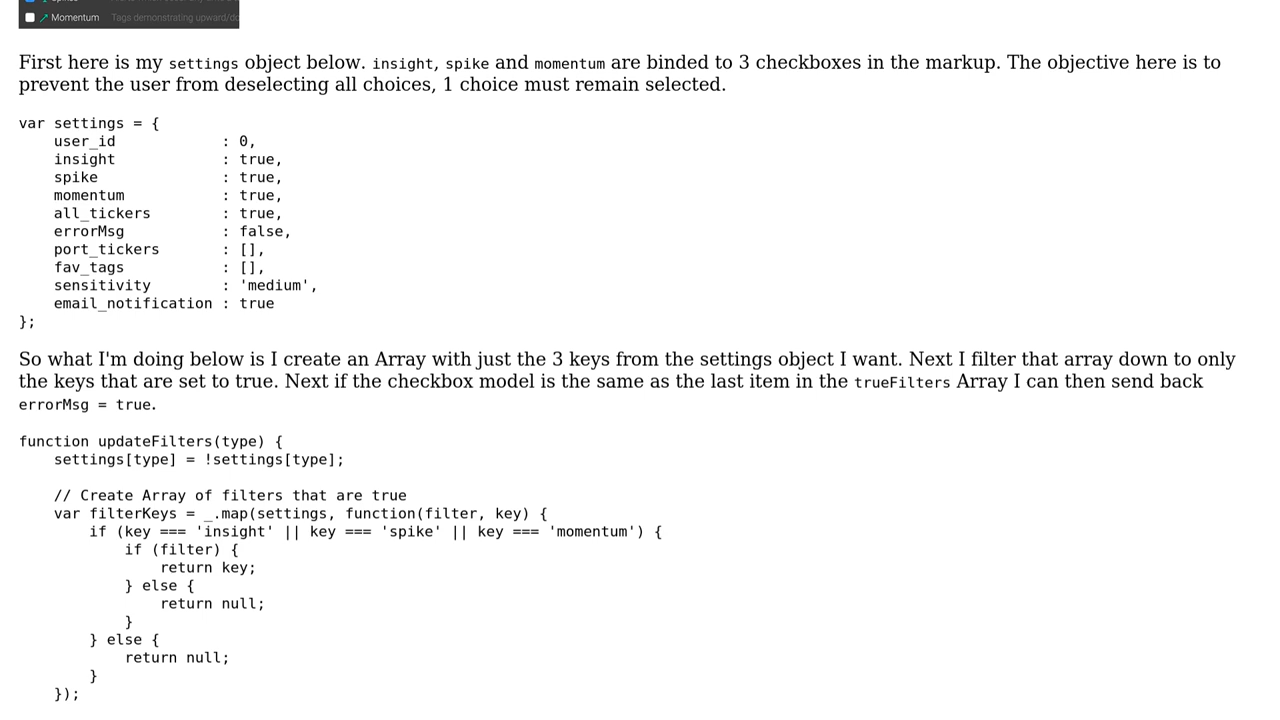 Momentum Tags demonstrating upward/do
First here is my settings object below. insight, spike and momentum are binded to 3 checkboxes in the markup. The objective here is to
prevent the user from deselecting all choices, 1 choice must remain selected.
var settings = {
    user_id            : 0,
    insight            : true,
    spike              : true,
    momentum           : true,
    all_tickers        : true,
    errorMsg           : false,
    port_tickers       : [],
    fav_tags           : [],
    sensitivity        : 'medium',
    email_notification : true
};
So what I'm doing below is I create an Array with just the 3 keys from the settings object I want. Next I filter that array down to only
the keys that are set to true. Next if the checkbox model is the same as the last item in the trueFilters Array I can then send back
errorMsg = true.
function updateFilters(type) {
    settings[type] = !settings[type];
    // Create Array of filters that are true
    var filterKeys = _.map(settings, function(filter, key) {
        if (key === 'insight' || key === 'spike' || key === 'momentum') {
            if (filter) {
                return key;
            } else {
                return null;
            }
        } else {
            return null;
        }
    });